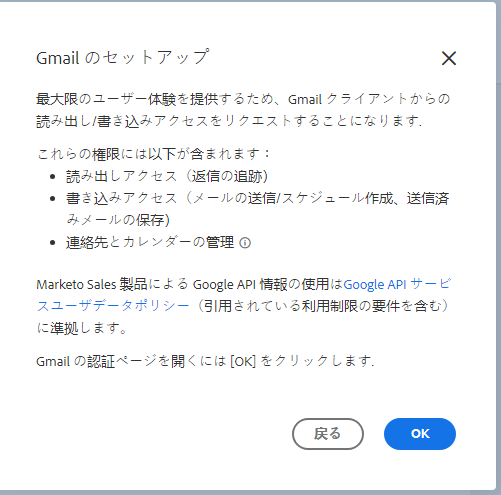 Gmail のセットアップ
最大限のユーザー体験を提供するため、Gmail クライアントからの
読み出し/書き込みアクセスをリクエストすることになります.
これらの権限には以下が含まれます：
• 読み出しアクセス（返信の追跡）
• 書き込みアクセス（メールの送信/スケジュール作成、送信済
みメールの保存）
• 連絡先とカレンダーの管理
Marketo Sales 製品による Google API 情報の使用はGoogle API サービ
スユーザデータポリシー（引用されている利用制限の要件を含む）
に準拠します。
Gmail の認証ページを開くには [OK] をクリックします.
戻る
OK